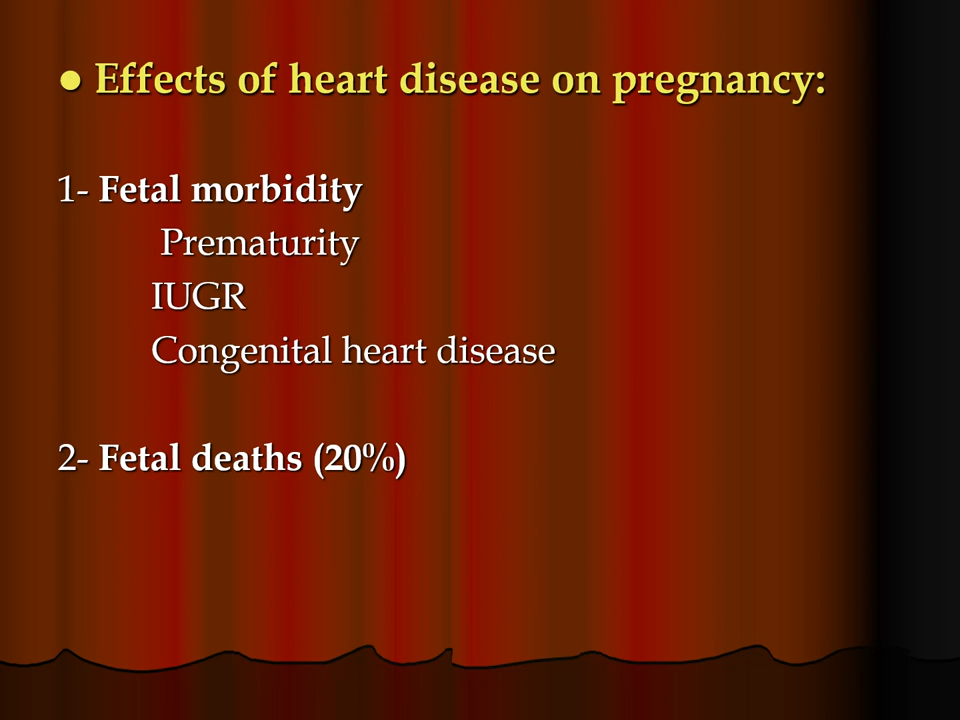 ● Effects of heart disease on pregnancy:
1- Fetal morbidity
Prematurity
IUGR
Congenital heart disease
2- Fetal deaths (20%)